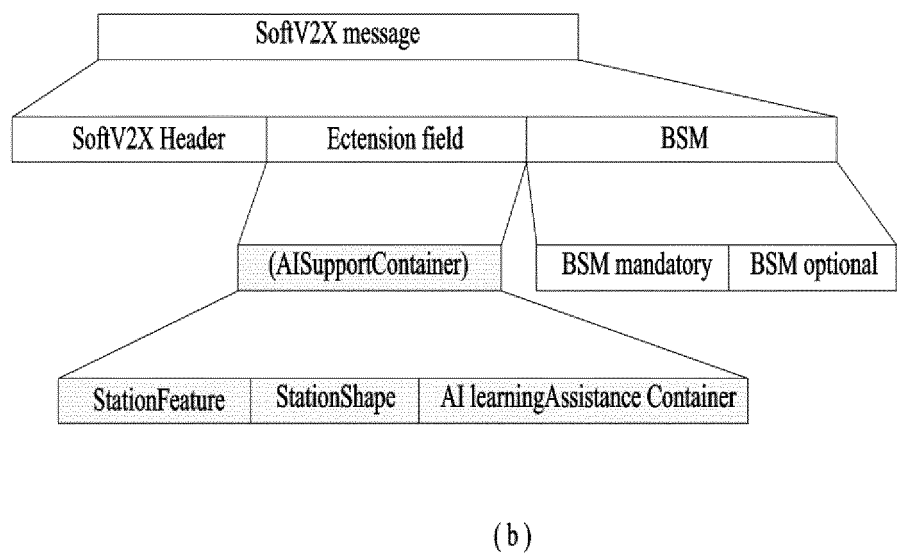 SoftV2X message
SoftV2X Header Ectension field BSM
(AISupportContainer) BSM mandatory BSM optional
StationFeature StationShape AI learningAssistance Container
(b)